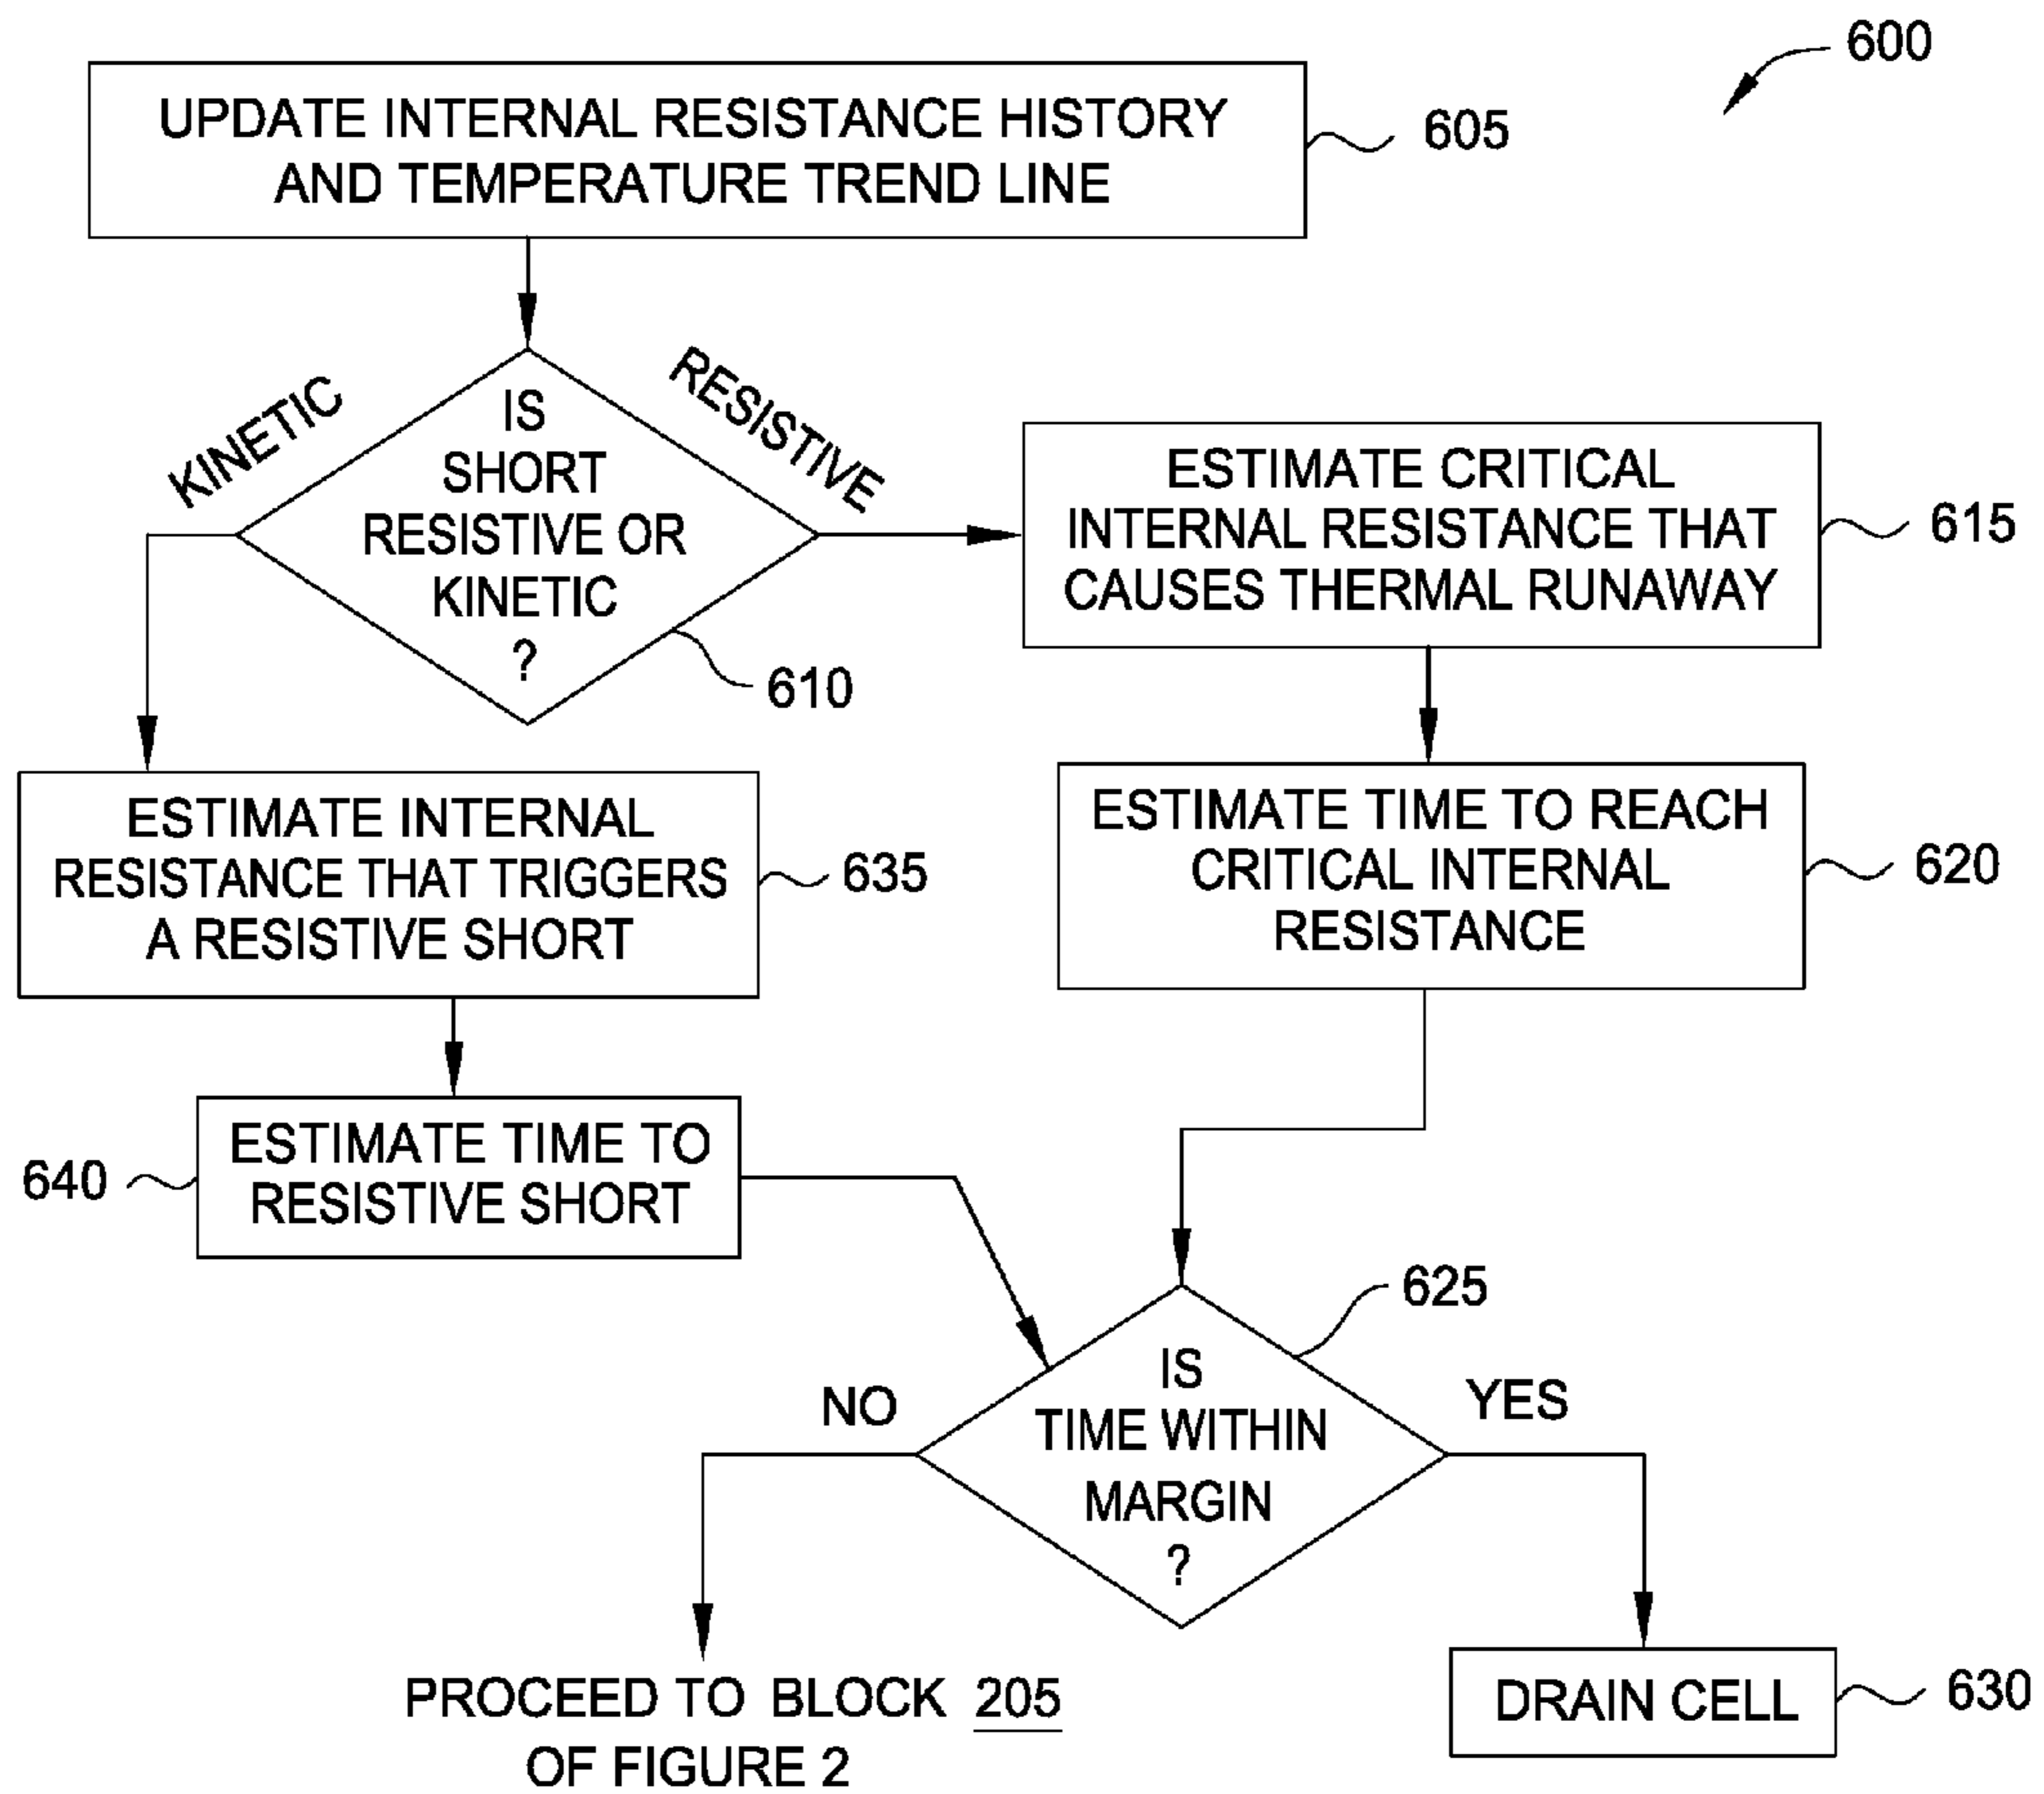 600
UPDATE INTERNAL RESISTANCE HISTORY
AND TEMPERATURE TREND LINE
605
KINETIC
RESISTIVE
IS
SHORT
RESISTIVE OR
KINETIC
?
610
ESTIMATE CRITICAL
INTERNAL RESISTANCE THAT
CAUSES THERMAL RUNAWAY
615
ESTIMATE INTERNAL
RESISTANCE THAT TRIGGERS
A RESISTIVE SHORT
635
ESTIMATE TIME TO REACH
CRITICAL INTERNAL
RESISTANCE
620
640
ESTIMATE TIME TO
RESISTIVE SHORT
625
IS
TIME WITHIN
MARGIN
?
NO
YES
PROCEED TO BLOCK 205
OF FIGURE 2
DRAIN CELL
630